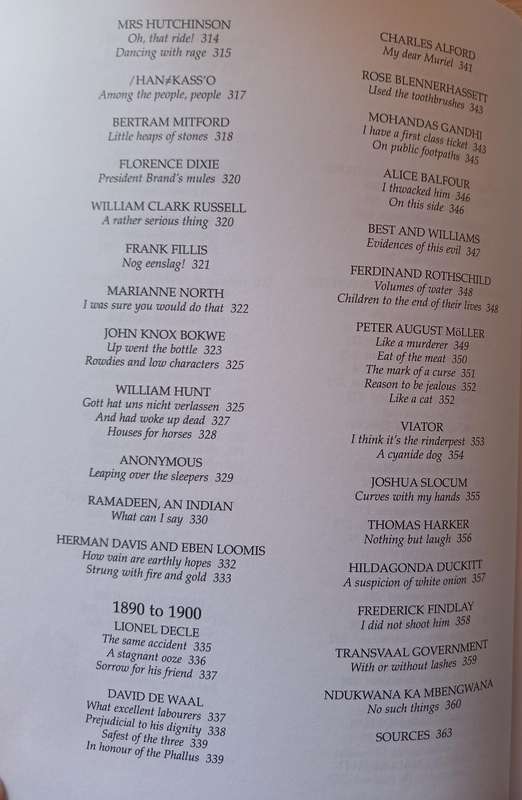 MRS HUTCHINSON
Oh, that ride! 314
Dancing with rage 315
/HAN≠KASS'O
Among the people, people 317
BERTRAM MITFORD
Little heaps of stones 318
FLORENCE DIXIE
President Brand's mules 320
WILLIAM CLARK RUSSELL
A rather serious thing 320
FRANK FILLIS
Nog eenslag! 321
MARIANNE NORTH
I was sure you would do that 322
JOHN KNOX BOKWE
Up went the bottle 323
Rowdies and low characters 325
WILLIAM HUNT
Gott hat uns nicht verlassen 325
And had woke up dead 327
Houses for horses 328
ANONYMOUS
Leaping over the sleepers 329
RAMADEEN, AN INDIAN
What can I say 330
HERMAN DAVIS AND EBEN LOOMIS
How vain are earthly hopes 332
Strung with fire and gold 333
1890 to 1900
LIONEL DECLE
The same accident 335
A stagnant ooze 336
Sorrow for his friend 337
DAVID DE WAAL
What excellent labourers 337
Prejudicial to his dignity 338
Safest of the three 339
In honour of the Phallus 339
CHARLES ALFORD
My dear Muriel 341
ROSE BLENNERHASSETT
Used the toothbrushes 343
MOHANDAS GANDHI
I have a first class ticket 343
On public footpaths 345
ALICE BALFOUR
I thwacked him 346
On this side 346
BEST AND WILLIAMS
Evidences of this evil 347
FERDINAND ROTHSCHILD
Volumes of water 348
Children to the end of their lives 348
PETER AUGUST MöLLER
Like a murderer 349
Eat of the meat 350
The mark of a curse 351
Reason to be jealous 352
Like a cat 352
VIATOR
I think it's the rinderpest 353
A cyanide dog 354
JOSHUA SLOCUM
Curves with my hands 355
THOMAS HARKER
Nothing but laugh 356
HILDAGONDA DUCKITT
A suspicion of white onion 357
FREDERICK FINDLAY
I did not shoot him 358
TRANSVAAL GOVERNMENT
With or without lashes 359
NDUKWANA KA MBENGWANA
No such things 360
SOURCES 363